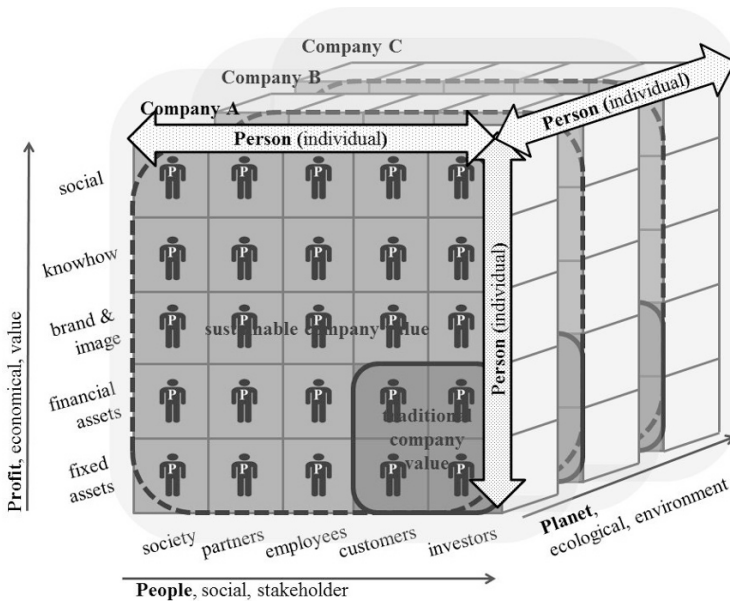 Company C
Company B
Company A
Person (individual)
Person (individual)
Person (individual)
Profit, economical, value
social
P P P P P
knowhow
P P P P P
brand &
image
P P P P P
sustainable company value
financial
assets
P P P P P
traditional
company
value
fixed
assets
P P P P P
society
partners
employees
customers
investors
Planet,
ecological, environment
People, social, stakeholder